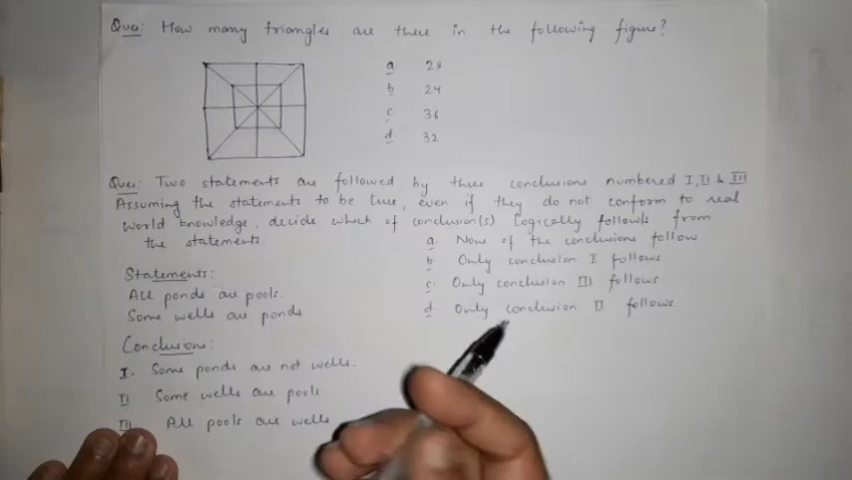 Ques: How many triangles are there in the following figure?
a 28
b 24
c 36
d 32
Ques: Two statements are followed by three conclusions numbered I, II & III
Assuming the statements to be true, even if they do not conform to real
world knowledge, decide which of conclusion(s) logically follows from
the statements.
a. None of the conclusions follow
b. Only conclusion I follows
c. Only conclusion III follows
d. Only conclusion II follows.
Statements:
All ponds are pools.
Some wells are ponds
Conclusions:
I. Some ponds are not wells.
II Some wells are pools
III. All pools are wells